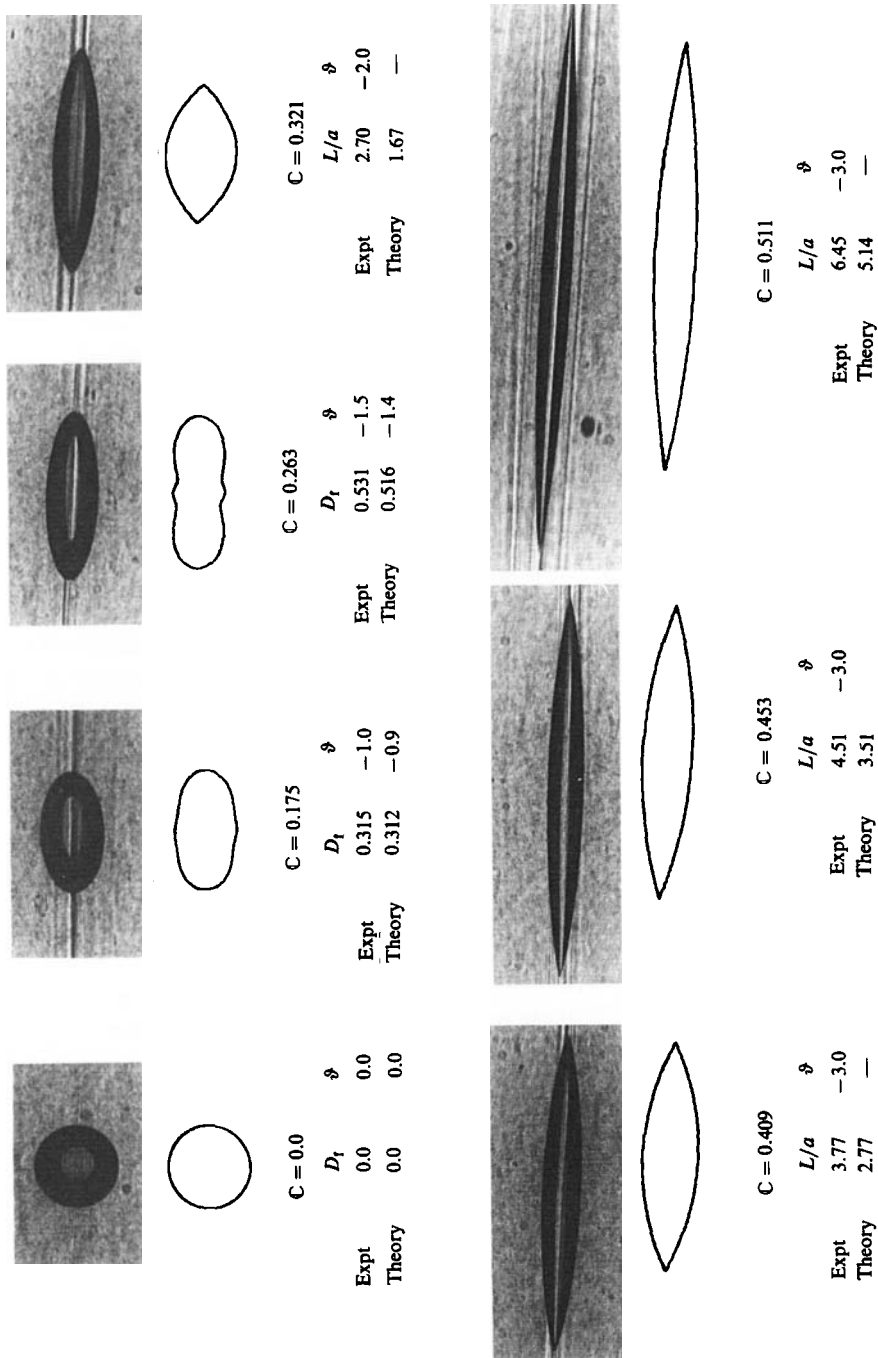 ℂ = 0.0
D_f ϑ
Expt 0.0 0.0
Theory 0.0 0.0
ℂ = 0.175
D_f ϑ
Expt 0.315 −1.0
Theory 0.312 −0.9
ℂ = 0.263
D_f ϑ
Expt 0.531 −1.5
Theory 0.516 −1.4
ℂ = 0.321
L/a ϑ
Expt 2.70 −2.0
Theory 1.67 —
ℂ = 0.409
L/a ϑ
Expt 3.77 −3.0
Theory 2.77 —
ℂ = 0.453
L/a ϑ
Expt 4.51 −3.0
Theory 3.51
ℂ = 0.511
L/a ϑ
Expt 6.45 −3.0
Theory 5.14 —